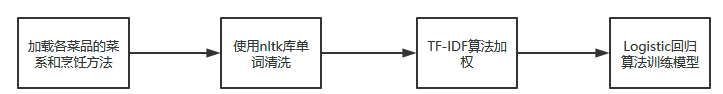 加载各菜品的菜
系和烹饪方法
使用nltk库单
词清洗
TF-IDF算法加
权
Logistic回归
算法训练模型